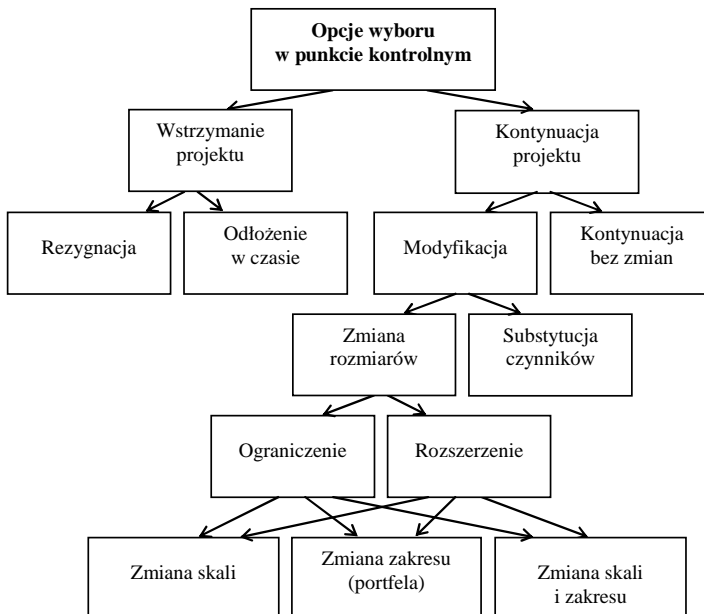 Opcje wyboru
w punkcie kontrolnym
Wstrzymanie
projektu
Kontynuacja
projektu
Rezygnacja
Odłożenie
w czasie
Modyfikacja
Kontynuacja
bez zmian
Zmiana
rozmiarów
Substytucja
czynników
Ograniczenie
Rozszerzenie
Zmiana skali
Zmiana zakresu
(portfela)
Zmiana skali
i zakresu